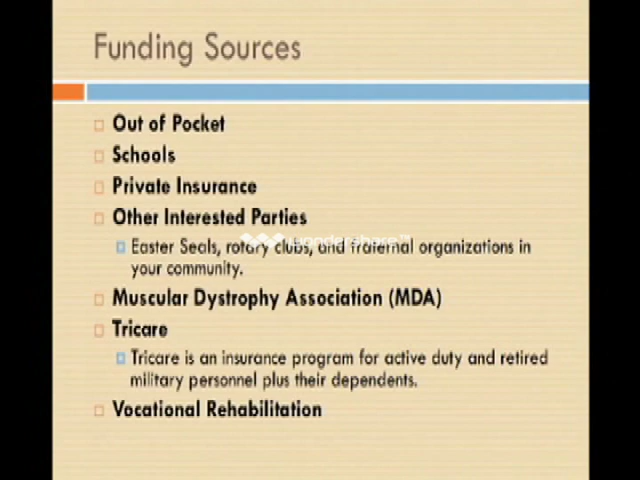 Funding Sources
Out of Pocket
Schools
Private Insurance
Other Interested Parties
Easter Seals, rotary clubs, and fraternal organizations in
your community.
wondershare™
Muscular Dystrophy Association (MDA)
Tricare
Tricare is an insurance program for active duty and retired
military personnel plus their dependents.
Vocational Rehabilitation